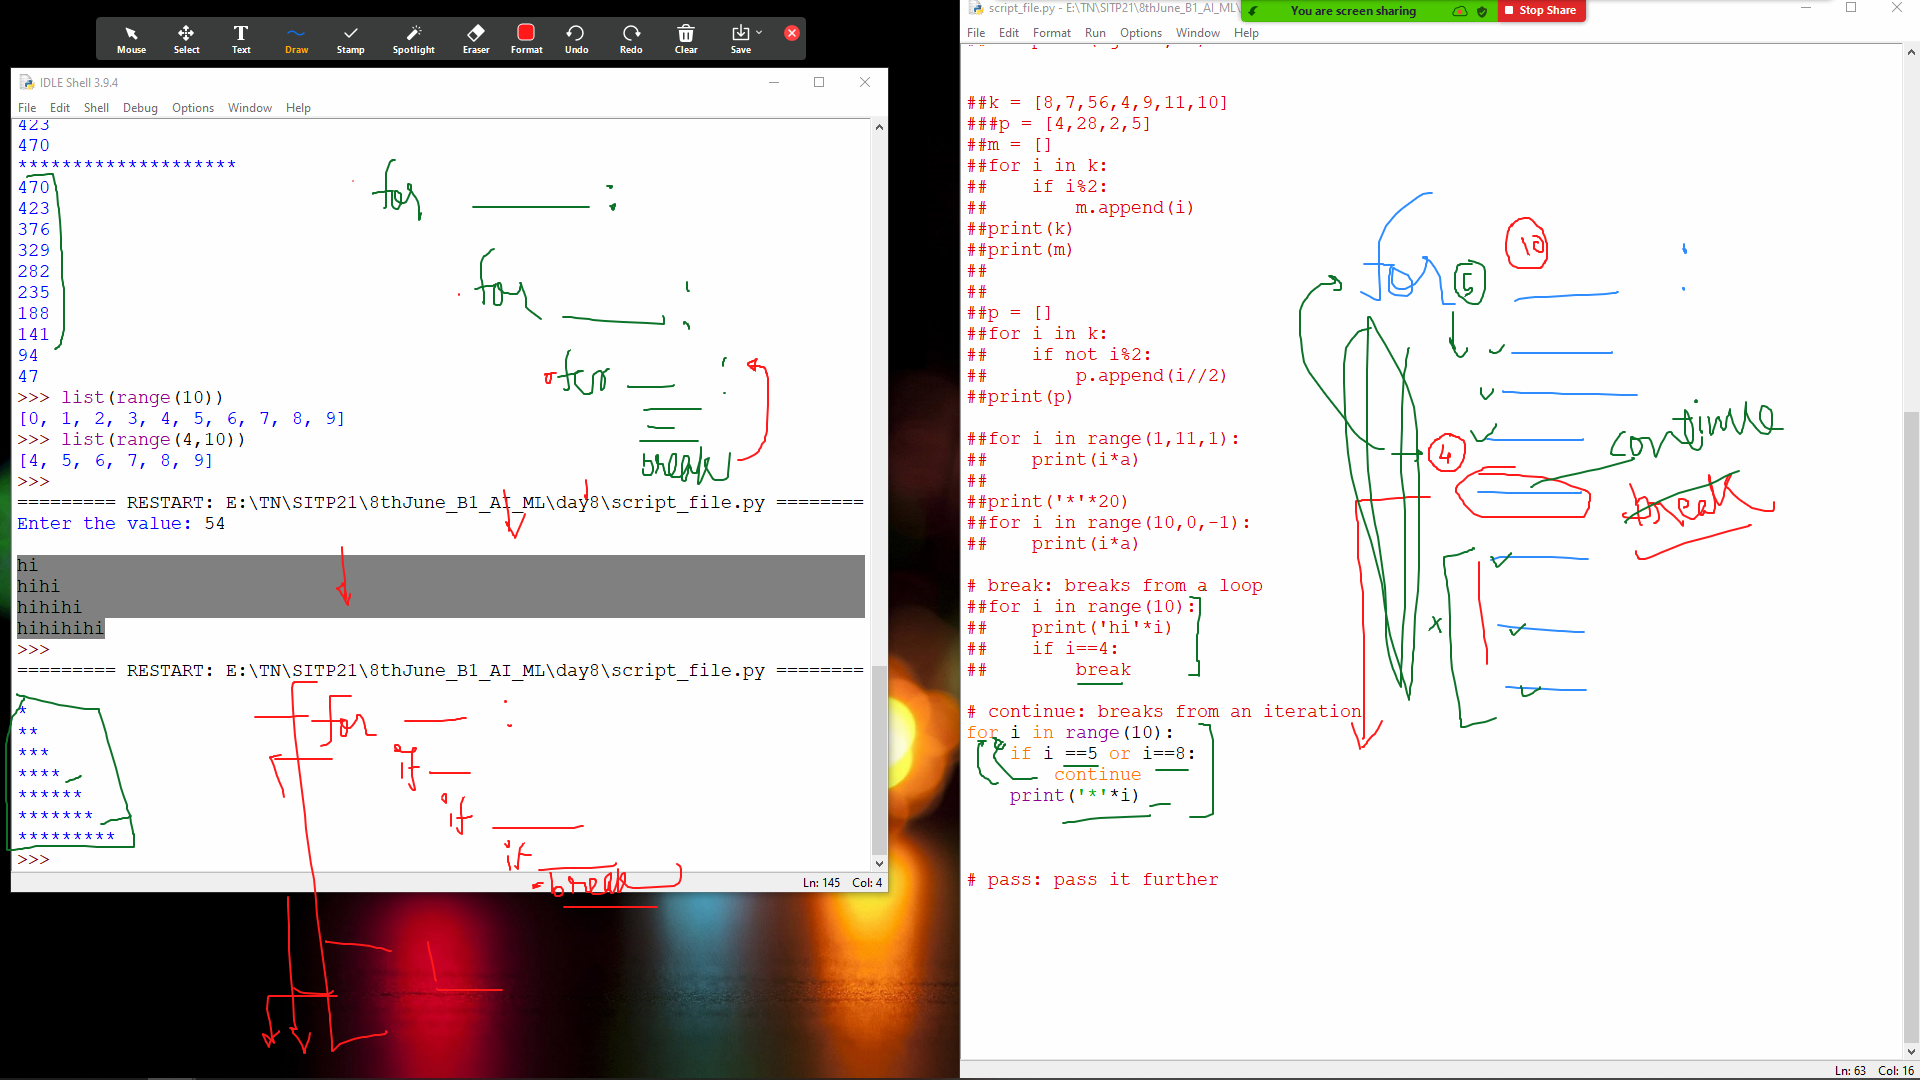 Mouse Select Text Draw Stamp Spotlight Eraser Format Undo Redo Clear Save
IDLE Shell 3.9.4
File Edit Shell Debug Options Window Help
423
470
********************
470
423
376
329
282
235
188
141
94
47
>>> list(range(10))
[0, 1, 2, 3, 4, 5, 6, 7, 8, 9]
>>> list(range(4,10))
[4, 5, 6, 7, 8, 9]
>>>
========= RESTART: E:\TN\SITP21\8thJune_B1_AI_ML\day8\script_file.py ========
Enter the value: 54
hi
hihi
hihihi
hihihihi
>>>
========= RESTART: E:\TN\SITP21\8thJune_B1_AI_ML\day8\script_file.py ========
*
**
***
****
******
*******
*********
>>>
Ln: 145 Col: 4
for :
for :
for :
break
for :
if
if
if
break
script_file.py - E:\TN\SITP21\8thJune_B1_AI_ML\
You are screen sharing Stop Share
File Edit Format Run Options Window Help
##k = [8,7,56,4,9,11,10]
###p = [4,28,2,5]
##m = []
##for i in k:
##    if i%2:
##        m.append(i)
##print(k)
##print(m)
##
##
##p = []
##for i in k:
##    if not i%2:
##        p.append(i//2)
##print(p)
##for i in range(1,11,1):
##    print(i*a)
##
##print('*'*20)
##for i in range(10,0,-1):
##    print(i*a)
# break: breaks from a loop
##for i in range(10):
##    print('hi'*i)
##    if i==4:
##        break
# continue: breaks from an iteration
for i in range(10):
    if i ==5 or i==8:
        continue
    print('*'*i)
# pass: pass it further
10
for 5 :
continue
4
break
x
Ln: 63 Col: 16